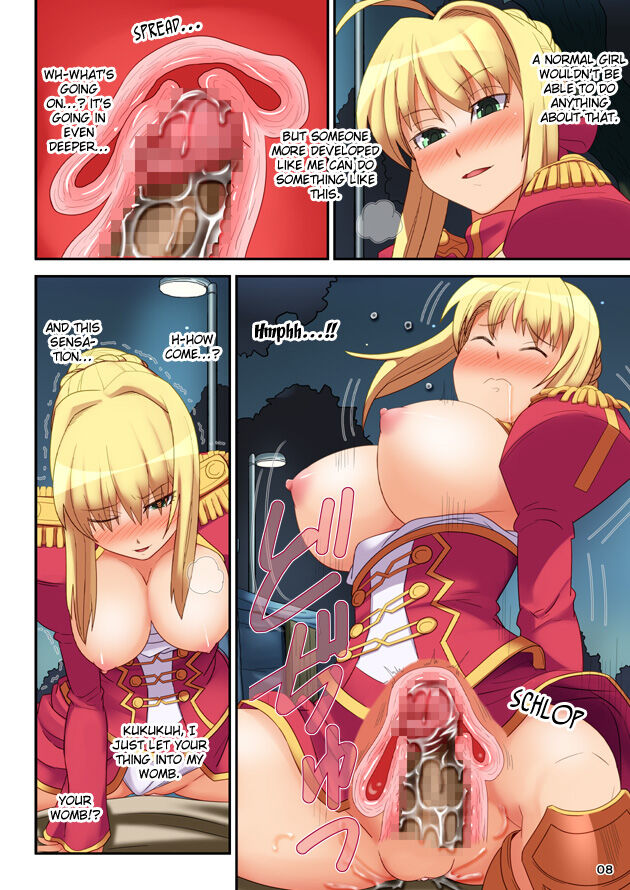 A NORMAL GIRL
WOULDN'T BE
ABLE TO DO
ANYTHING
ABOUT THAT.
BUT SOMEONE
MORE DEVELOPED
LIKE ME CAN DO
SOMETHING LIKE
THIS.
SPREAD...
WH-WHAT'S
GOING
ON...? IT'S
GOING IN
EVEN
DEEPER...
Hmphh...!!
SCHLOP
H-HOW
COME...?
AND THIS
SENSA-
TION...
KUKUKUH, I
JUST LET YOUR
THING INTO MY
WOMB.
YOUR
WOMB!?
08